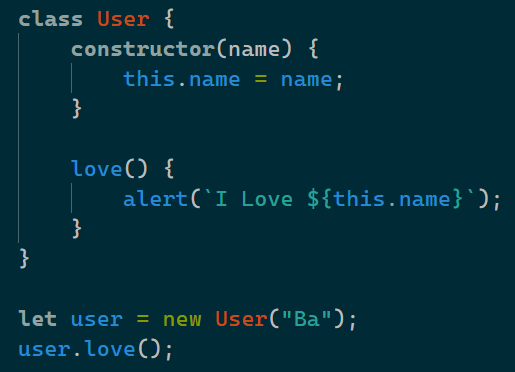 class User {
    constructor(name) {
        this.name = name;
    }

    love() {
        alert(`I Love ${this.name}`);
    }
}

let user = new User("Ba");
user.love();